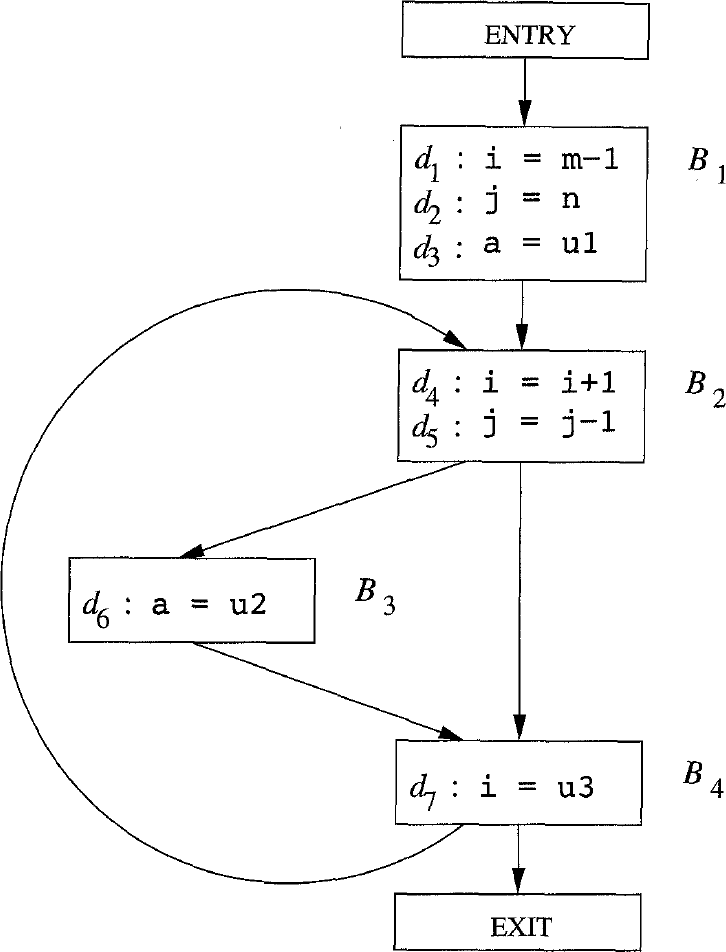 ENTRY
d1 : i = m-1
d2 : j = n
d3 : a = u1
B1
d4 : i = i+1
d5 : j = j-1
B2
d6 : a = u2
B3
d7 : i = u3
B4
EXIT